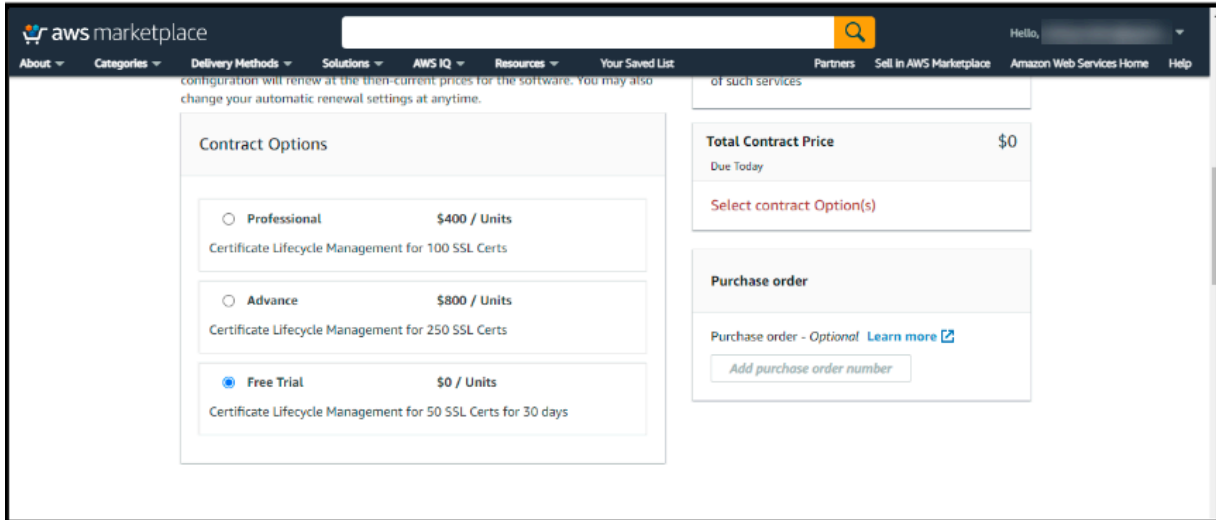 aws marketplace
Hello,
About
Categories
Delivery Methods
Solutions
AWS IQ
Resources
Your Saved List
Partners
Sell in AWS Marketplace
Amazon Web Services Home
Help
configuration will renew at the then-current prices for the software. You may also
change your automatic renewal settings at anytime.
Contract Options
Professional $400 / Units
Certificate Lifecycle Management for 100 SSL Certs
Advance $800 / Units
Certificate Lifecycle Management for 250 SSL Certs
Free Trial $0 / Units
Certificate Lifecycle Management for 50 SSL Certs for 30 days
of such services
Total Contract Price $0
Due Today
Select contract Option(s)
Purchase order
Purchase order - Optional Learn more
Add purchase order number